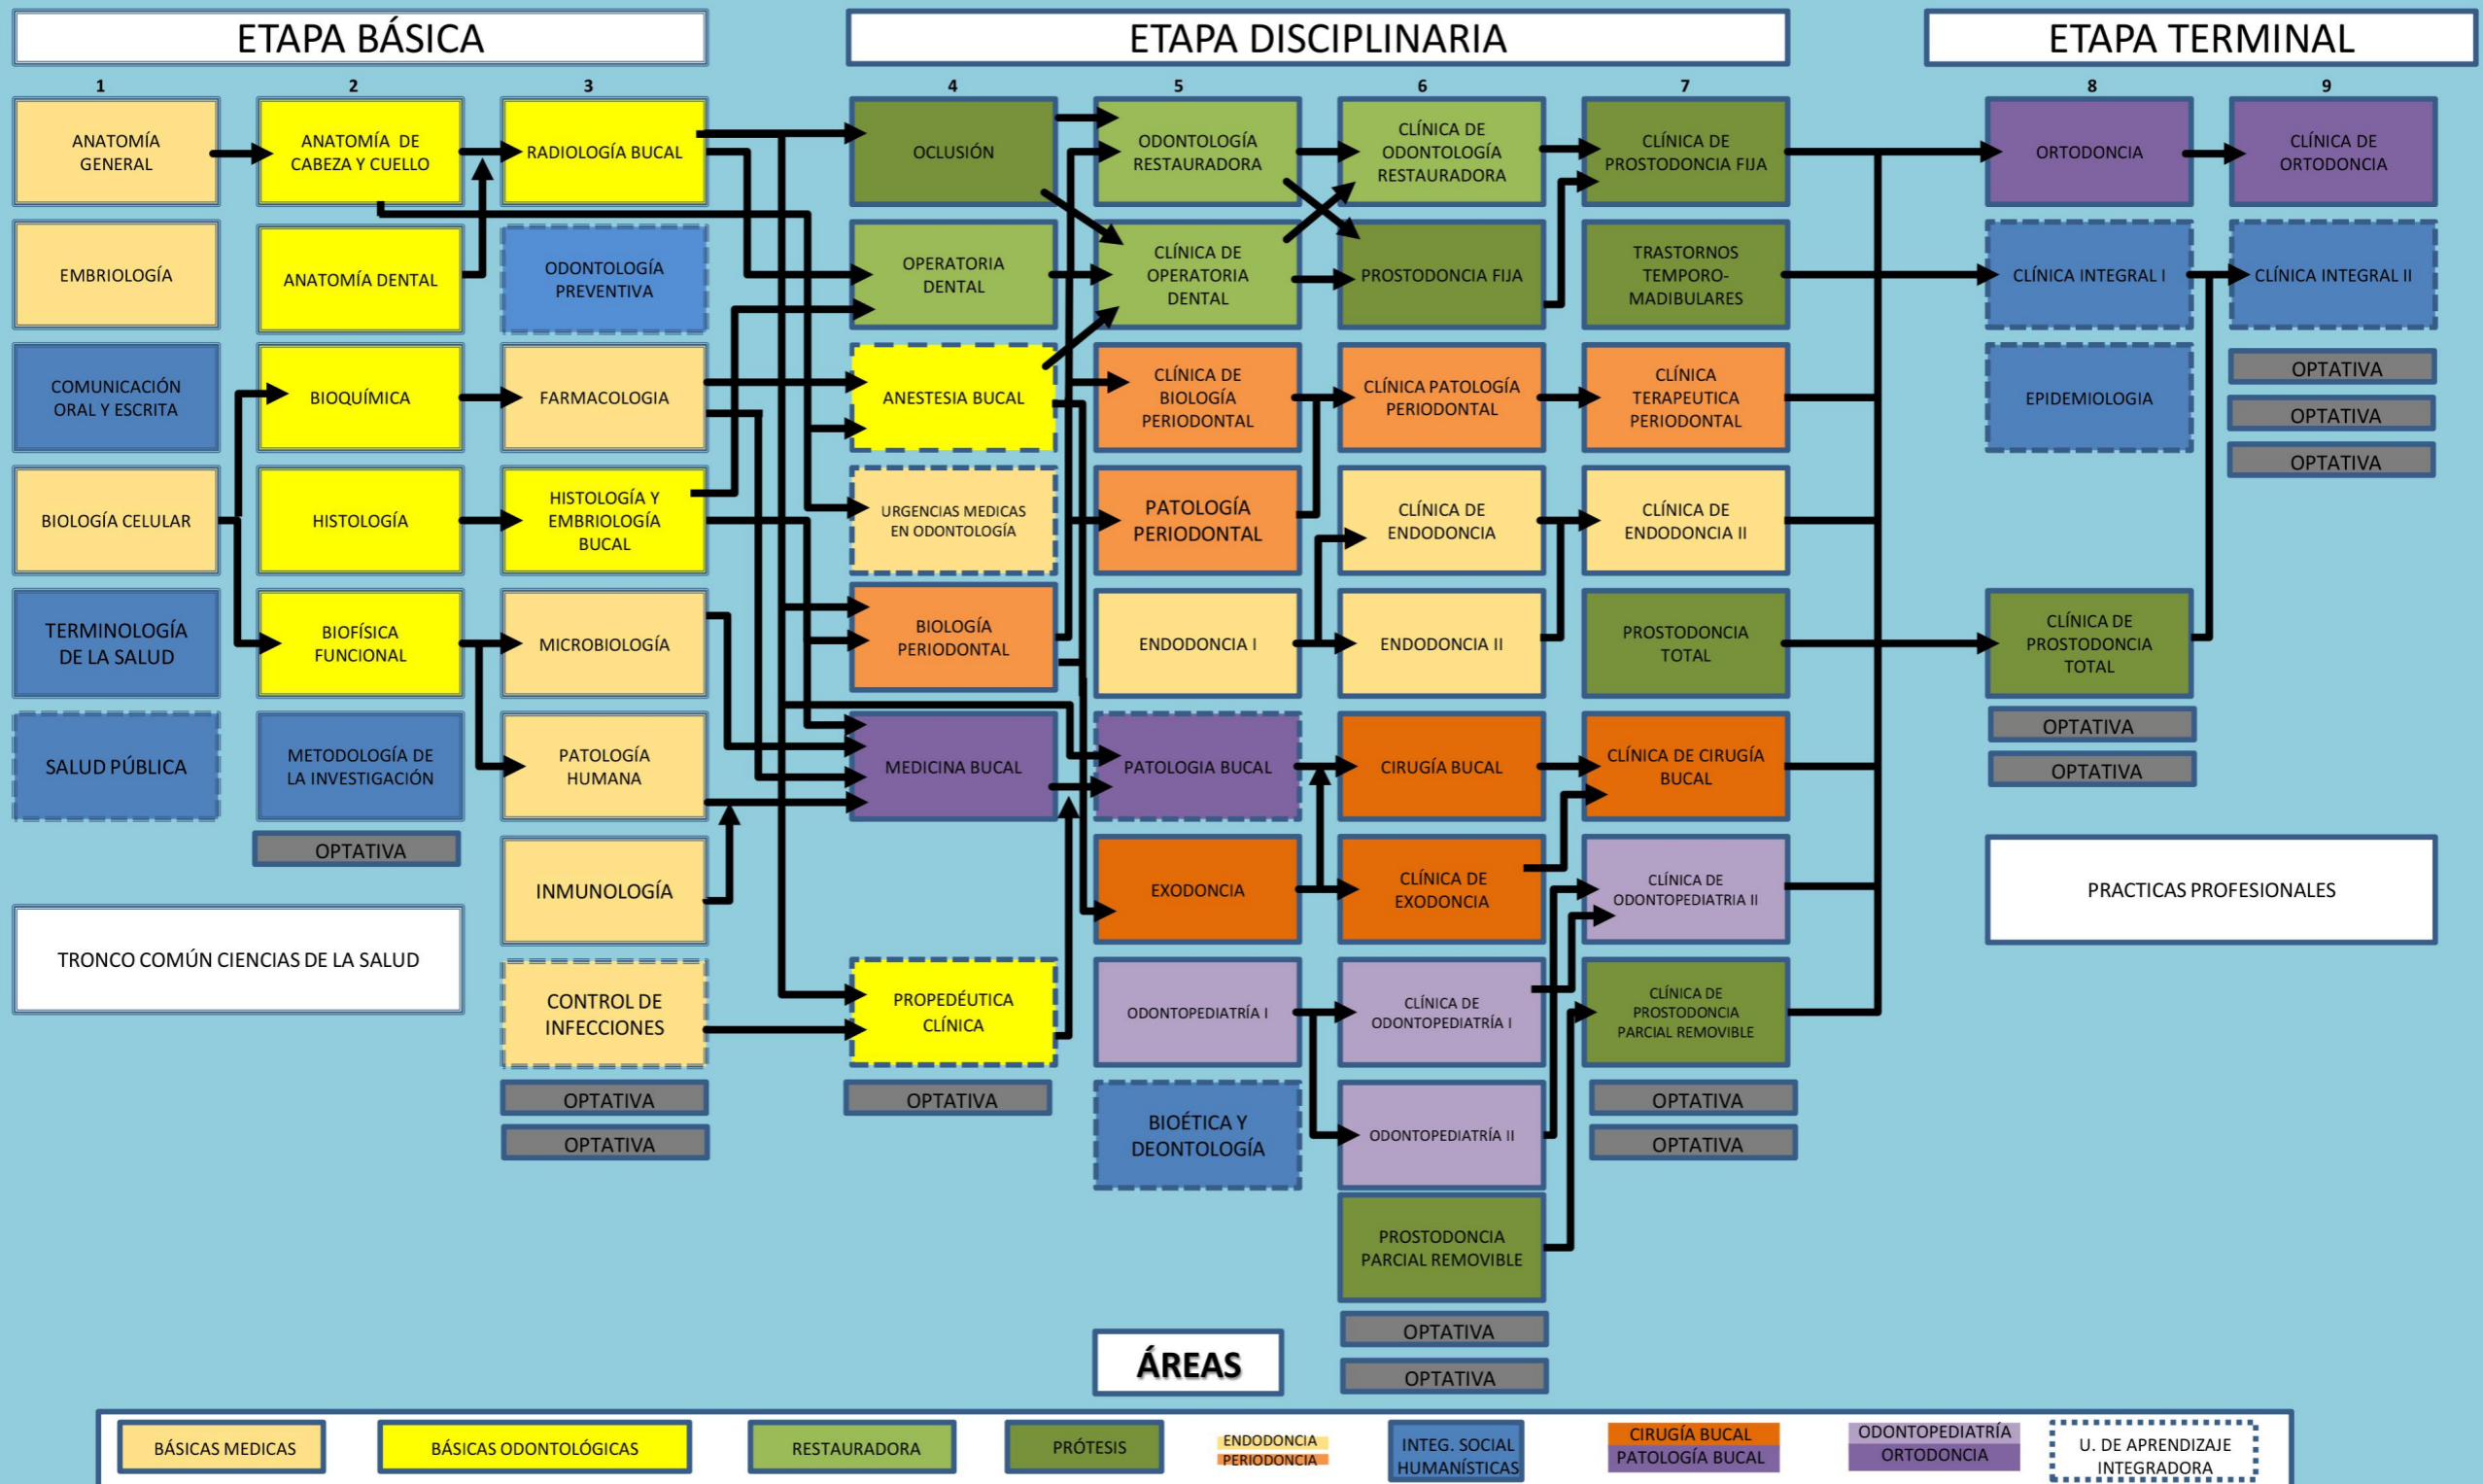 ETAPA BÁSICA
ETAPA DISCIPLINARIA
ETAPA TERMINAL
1
2
3
4
5
6
7
8
9
ANATOMÍA
GENERAL
EMBRIOLOGÍA
COMUNICACIÓN
ORAL Y ESCRITA
BIOLOGÍA CELULAR
TERMINOLOGÍA
DE LA SALUD
SALUD PÚBLICA
TRONCO COMÚN CIENCIAS DE LA SALUD
ANATOMÍA DE
CABEZA Y CUELLO
ANATOMÍA DENTAL
BIOQUÍMICA
HISTOLOGÍA
BIOFÍSICA
FUNCIONAL
METODOLOGÍA DE
LA INVESTIGACIÓN
OPTATIVA
RADIOLOGÍA BUCAL
ODONTOLOGÍA
PREVENTIVA
FARMACOLOGIA
HISTOLOGÍA Y
EMBRIOLOGÍA
BUCAL
MICROBIOLOGÍA
PATOLOGÍA
HUMANA
INMUNOLOGÍA
CONTROL DE
INFECCIONES
OPTATIVA
OPTATIVA
OCLUSIÓN
OPERATORIA
DENTAL
ANESTESIA BUCAL
URGENCIAS MEDICAS
EN ODONTOLOGÍA
BIOLOGÍA
PERIODONTAL
MEDICINA BUCAL
PROPEDÉUTICA
CLÍNICA
OPTATIVA
ODONTOLOGÍA
RESTAURADORA
CLÍNICA DE
OPERATORIA
DENTAL
CLÍNICA DE
BIOLOGÍA
PERIODONTAL
PATOLOGÍA
PERIODONTAL
ENDODONCIA I
PATOLOGIA BUCAL
EXODONCIA
ODONTOPEDIATRÍA I
BIOÉTICA Y
DEONTOLOGÍA
CLÍNICA DE
ODONTOLOGÍA
RESTAURADORA
PROSTODONCIA FIJA
CLÍNICA PATOLOGÍA
PERIODONTAL
CLÍNICA DE
ENDODONCIA
ENDODONCIA II
CIRUGÍA BUCAL
CLÍNICA DE
EXODONCIA
CLÍNICA DE
ODONTOPEDIATRÍA I
ODONTOPEDIATRÍA II
PROSTODONCIA
PARCIAL REMOVIBLE
OPTATIVA
OPTATIVA
CLÍNICA DE
PROSTODONCIA FIJA
TRASTORNOS
TEMPORO-
MADIBULARES
CLÍNICA
TERAPEUTICA
PERIODONTAL
CLÍNICA DE
ENDODONCIA II
PROSTODONCIA
TOTAL
CLÍNICA DE CIRUGÍA
BUCAL
CLÍNICA DE
ODONTOPEDIATRIA II
CLÍNICA DE
PROSTODONCIA
PARCIAL REMOVIBLE
OPTATIVA
OPTATIVA
ORTODONCIA
CLÍNICA INTEGRAL I
EPIDEMIOLOGIA
CLÍNICA DE
PROSTODONCIA
TOTAL
OPTATIVA
OPTATIVA
CLÍNICA DE
ORTODONCIA
CLÍNICA INTEGRAL II
OPTATIVA
OPTATIVA
OPTATIVA
PRACTICAS PROFESIONALES
ÁREAS
BÁSICAS MEDICAS
BÁSICAS ODONTOLÓGICAS
RESTAURADORA
PRÓTESIS
ENDODONCIA
PERIODONCIA
INTEG. SOCIAL
HUMANÍSTICAS
CIRUGÍA BUCAL
PATOLOGÍA BUCAL
ODONTOPEDIATRÍA
ORTODONCIA
U. DE APRENDIZAJE
INTEGRADORA